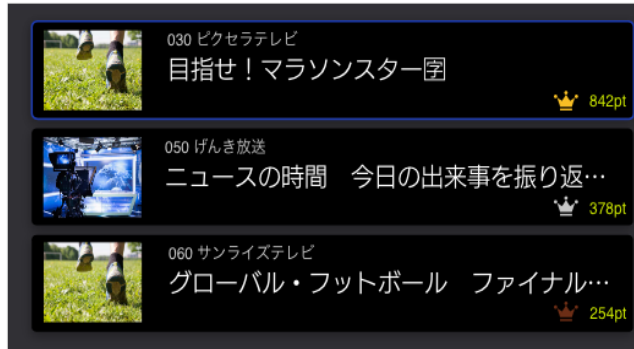 030 ピクセラテレビ
目指せ！マラソンスター🈑
842pt
050 げんき放送
ニュースの時間　今日の出来事を振り返…
378pt
060 サンライズテレビ
グローバル・フットボール　ファイナル…
254pt